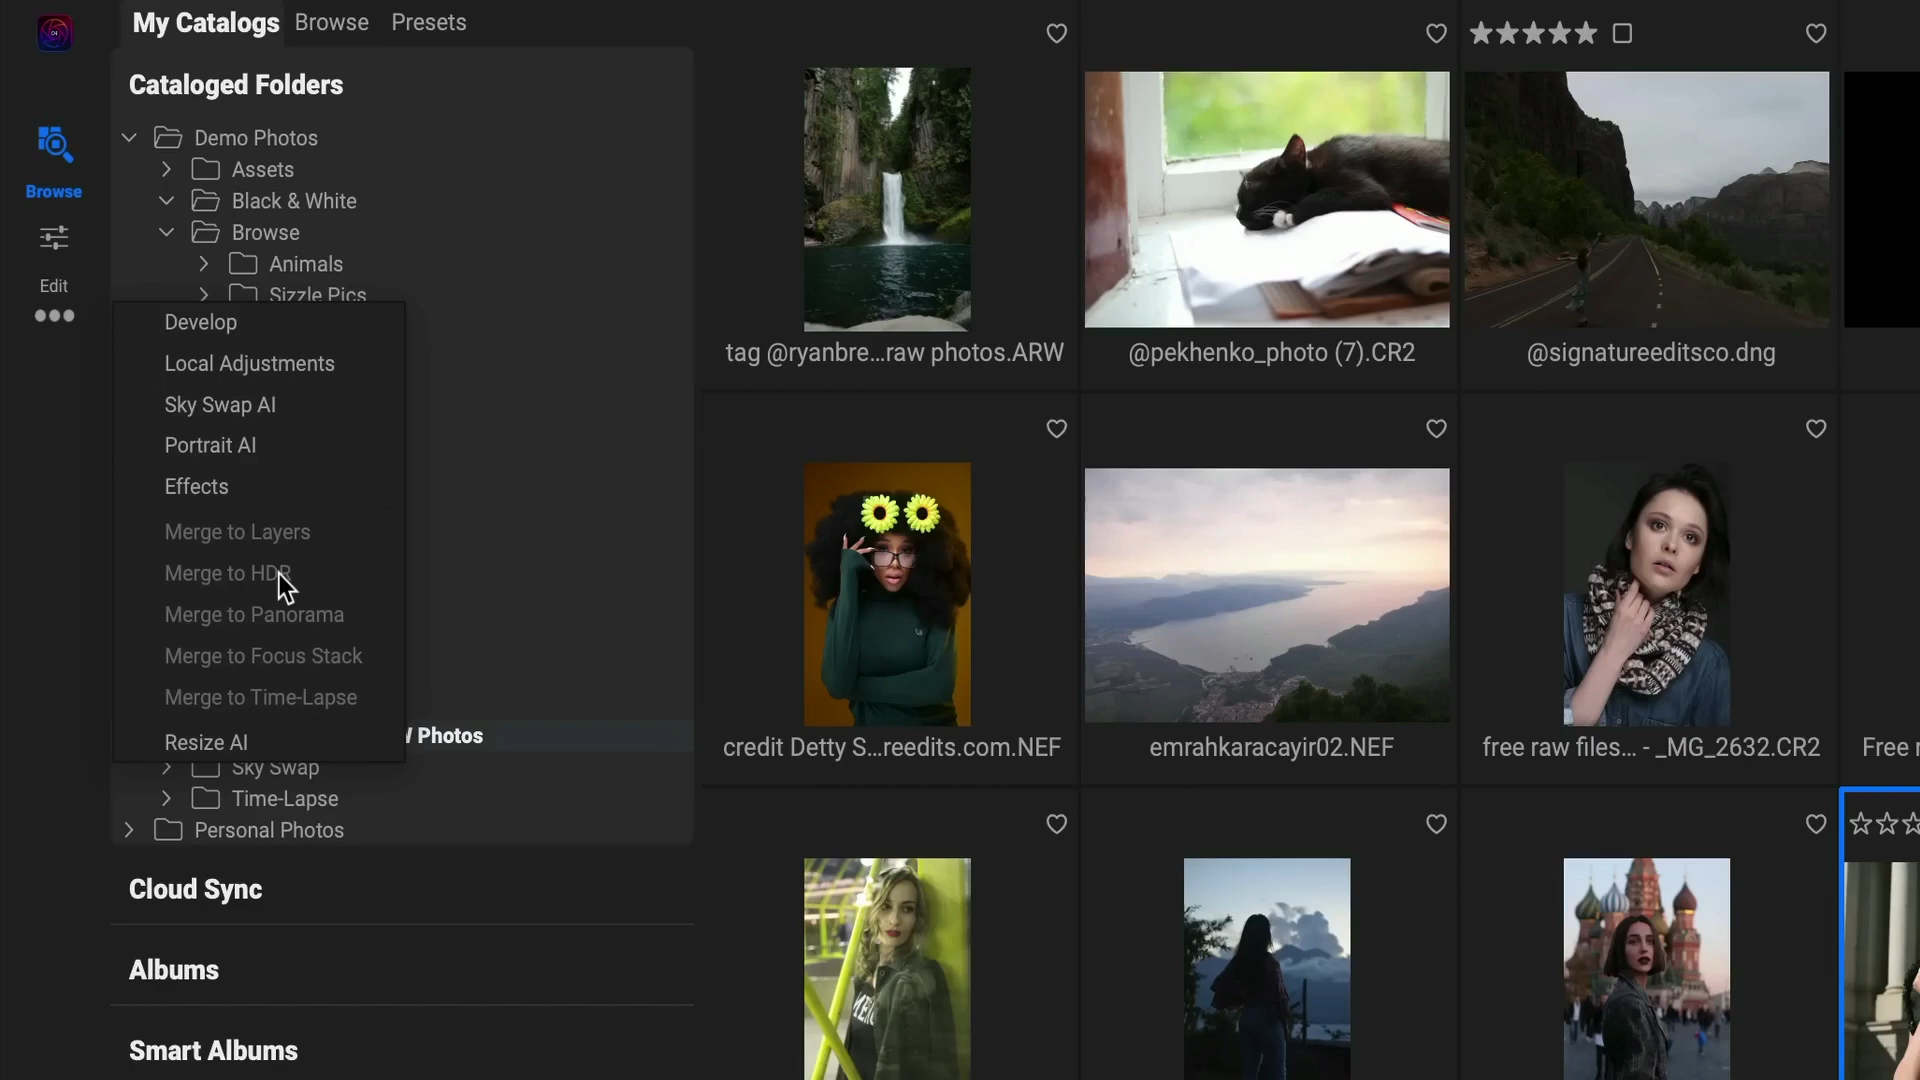 My Catalogs Browse Presets
Cataloged Folders
Demo Photos
Assets
Black & White
Browse
Animals
Sizzle Pics
Browse
Edit
Develop
Local Adjustments
Sky Swap AI
Portrait AI
Effects
Merge to Layers
Merge to HDR
Merge to Panorama
Merge to Focus Stack
Merge to Time-Lapse
Resize AI
Photos
Sky Swap
Time-Lapse
Personal Photos
Cloud Sync
Albums
Smart Albums
tag @ryanbre...raw photos.ARW
@pekhenko_photo (7).CR2
@signatureeditsco.dng
credit Detty S...reedits.com.NEF
emrahkaracayir02.NEF
free raw files... - _MG_2632.CR2
Free